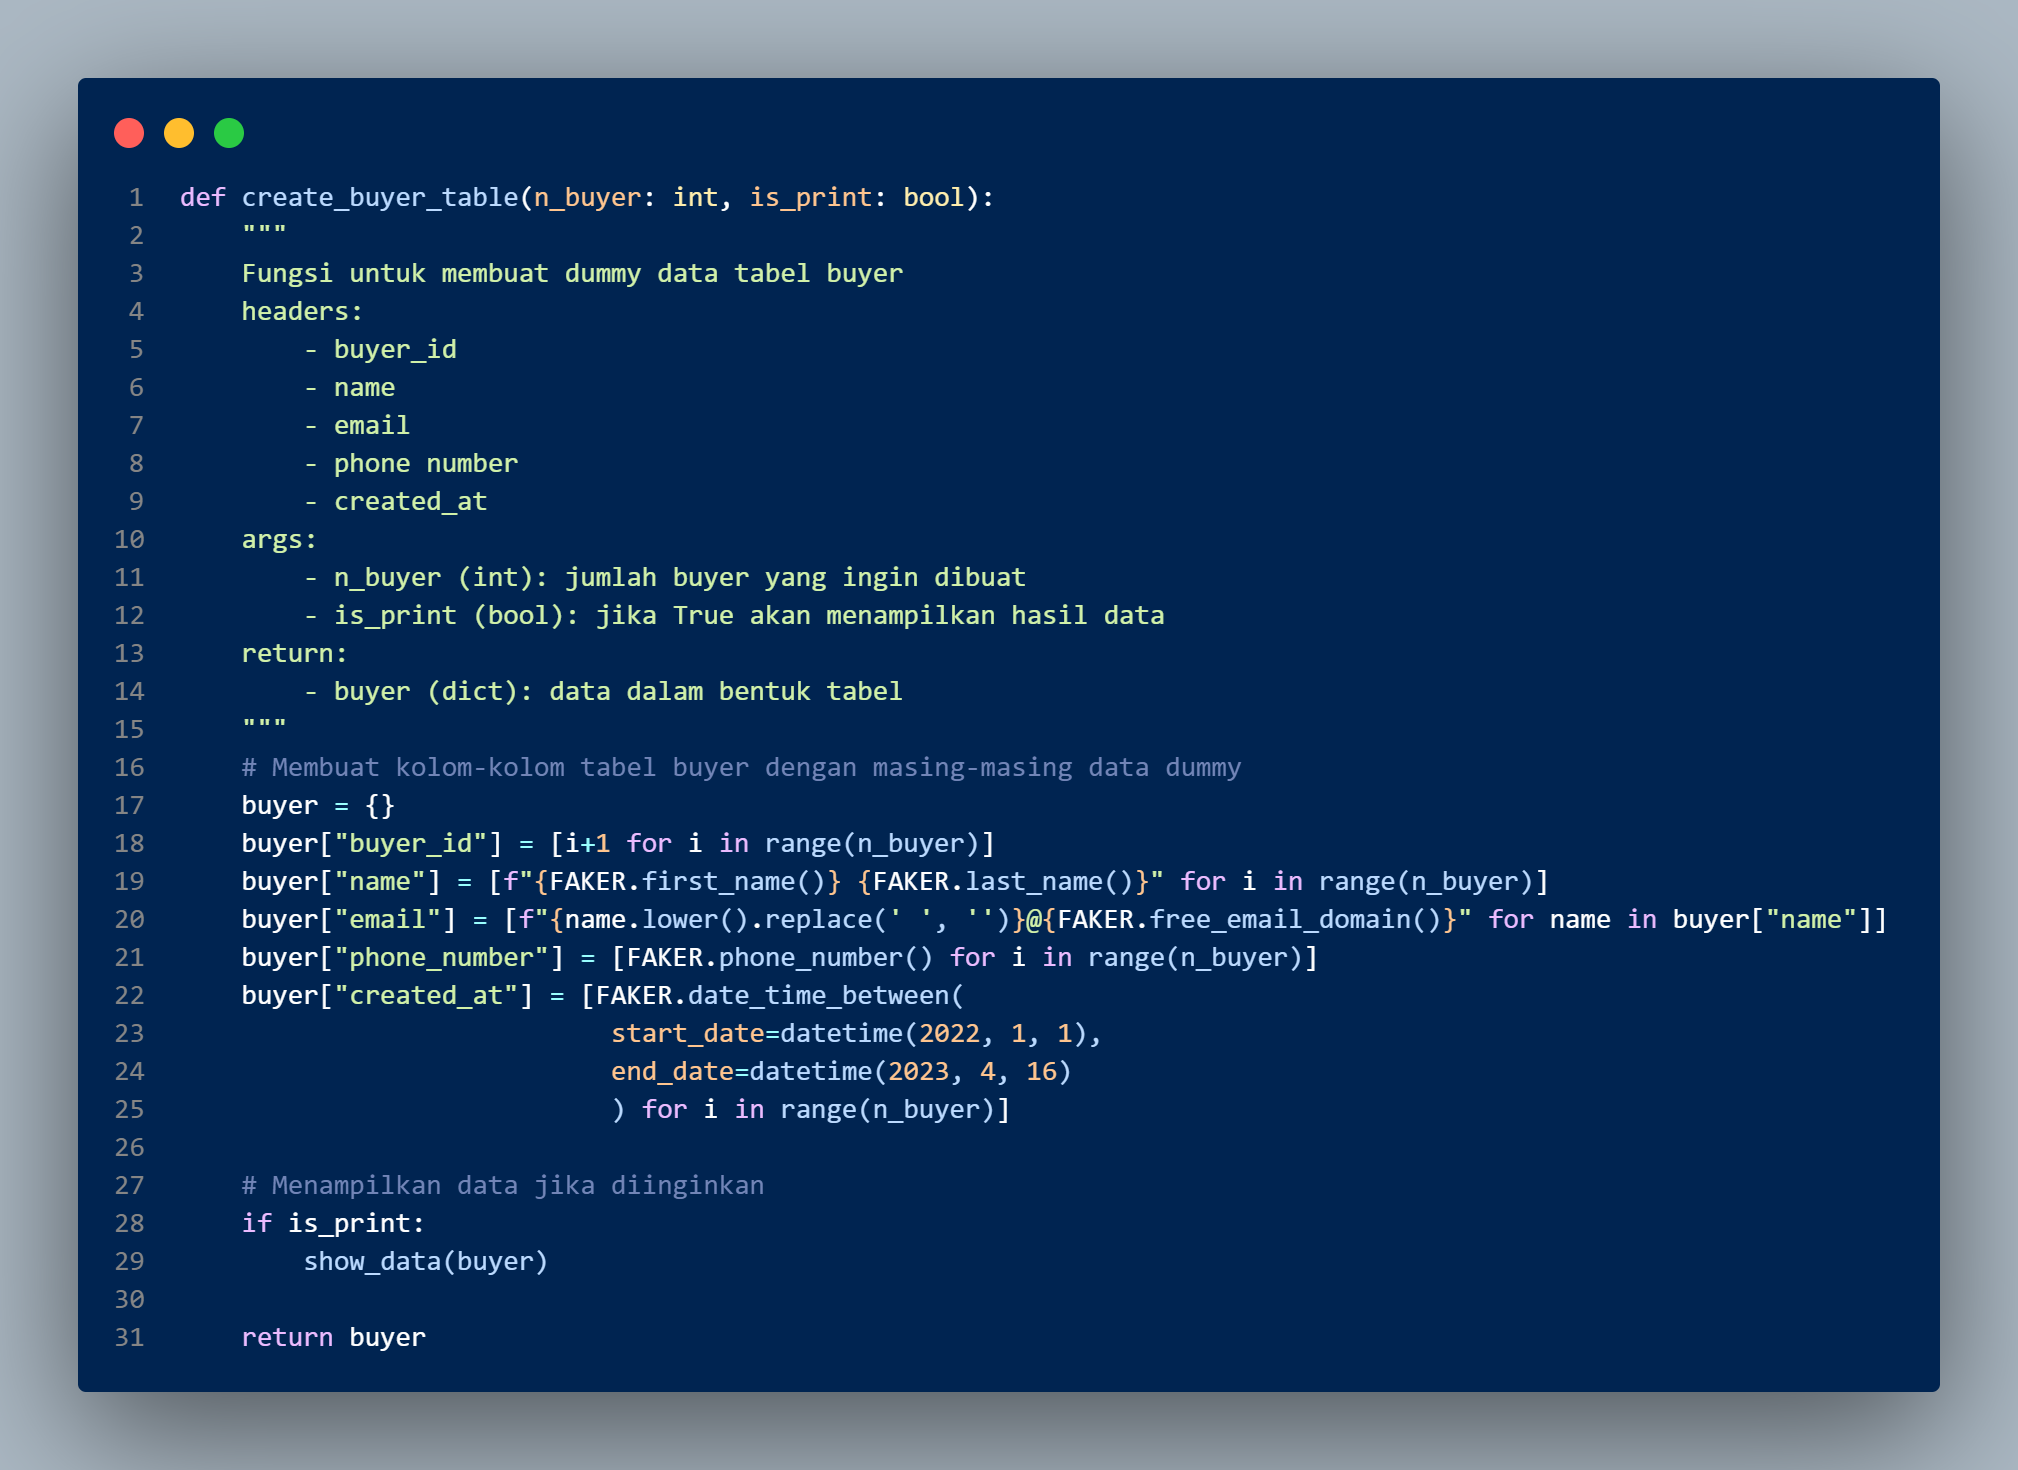 1 def create_buyer_table(n_buyer: int, is_print: bool):
2     """
3     Fungsi untuk membuat dummy data tabel buyer
4     headers:
5         - buyer_id
6         - name
7         - email
8         - phone number
9         - created_at
10     args:
11         - n_buyer (int): jumlah buyer yang ingin dibuat
12         - is_print (bool): jika True akan menampilkan hasil data
13     return:
14         - buyer (dict): data dalam bentuk tabel
15     """
16     # Membuat kolom-kolom tabel buyer dengan masing-masing data dummy
17     buyer = {}
18     buyer["buyer_id"] = [i+1 for i in range(n_buyer)]
19     buyer["name"] = [f"{FAKER.first_name()} {FAKER.last_name()}" for i in range(n_buyer)]
20     buyer["email"] = [f"{name.lower().replace(' ', '')}@{FAKER.free_email_domain()}" for name in buyer["name"]]
21     buyer["phone_number"] = [FAKER.phone_number() for i in range(n_buyer)]
22     buyer["created_at"] = [FAKER.date_time_between(
23                             start_date=datetime(2022, 1, 1),
24                             end_date=datetime(2023, 4, 16)
25                             ) for i in range(n_buyer)]
26
27     # Menampilkan data jika diinginkan
28     if is_print:
29         show_data(buyer)
30
31     return buyer